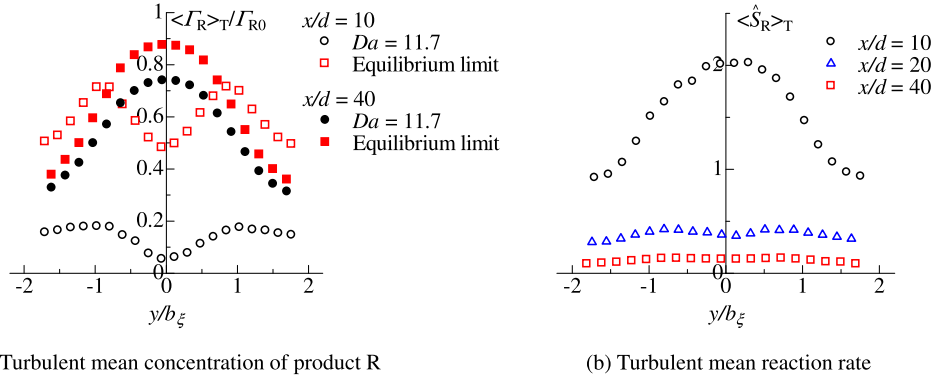 <Γ_R>_T/Γ_R0
x/d = 10
Da = 11.7
Equilibrium limit
x/d = 40
Da = 11.7
Equilibrium limit
1
0.8
0.6
0.4
0.2
0
-2 -1 0 1 2
y/b_ξ
Turbulent mean concentration of product R
<Ŝ_R>_T
x/d = 10
x/d = 20
x/d = 40
2
1
0
-2 -1 0 1 2
y/b_ξ
(b) Turbulent mean reaction rate